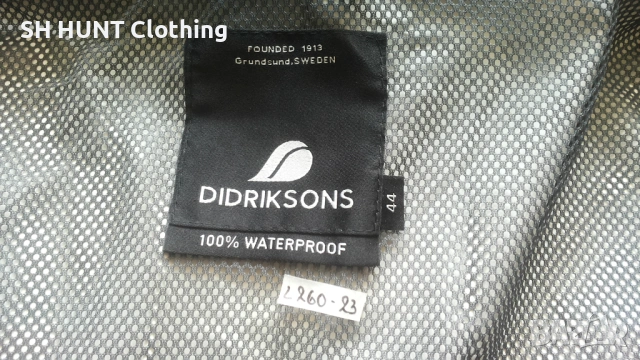 SH HUNT Clothing
FOUNDED 1913
Grundsund, SWEDEN
DIDRIKSONS
44
100% WATERPROOF
L260-23